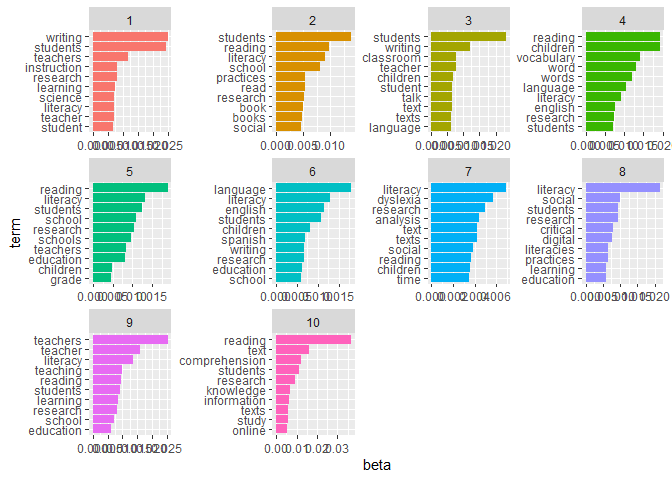 1
writing
students
teachers
instruction
research
learning
science
literacy
teacher
student
2
students
reading
literacy
school
practices
read
research
book
books
social
0.000
0.005
0.010
3
students
writing
classroom
teacher
children
student
talk
text
texts
language
4
reading
children
vocabulary
word
words
language
literacy
english
research
students
5
reading
literacy
students
school
research
schools
teachers
education
children
grade
6
language
literacy
english
students
children
spanish
writing
research
education
school
7
literacy
dyslexia
research
analysis
text
texts
social
reading
children
time
8
literacy
social
students
research
critical
digital
literacies
practices
learning
education
9
teachers
teacher
literacy
teaching
reading
students
learning
research
school
education
10
reading
text
comprehension
students
research
knowledge
information
texts
study
online
0.00
0.01
0.02
0.03
term
beta